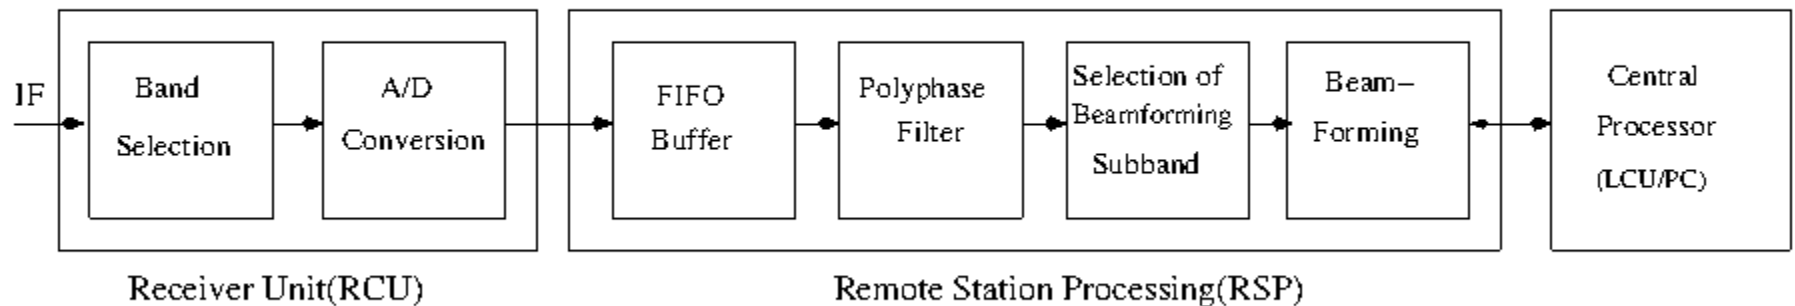 IF
Band
Selection
A/D
Conversion
FIFO
Buffer
Polyphase
Filter
Selection of
Beamforming
Subband
Beam-
Forming
Central
Processor
(LCU/PC)
Receiver Unit(RCU)
Remote Station Processing(RSP)